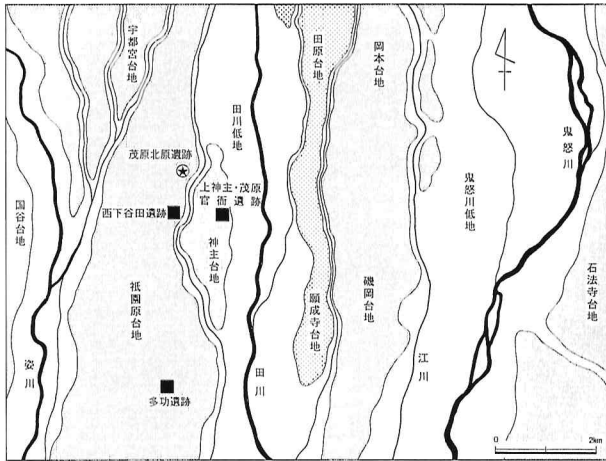 宇都宮台地
田原台地
岡本台地
田川低地
鬼怒川
茂原北原遺跡
上神主・茂原
官衙遺跡
鬼怒川低地
国谷台地
西下谷田遺跡
神主台地
石法寺台地
祇園原台地
願成寺台地
磯岡台地
姿川
田川
江川
多功遺跡
0 2km